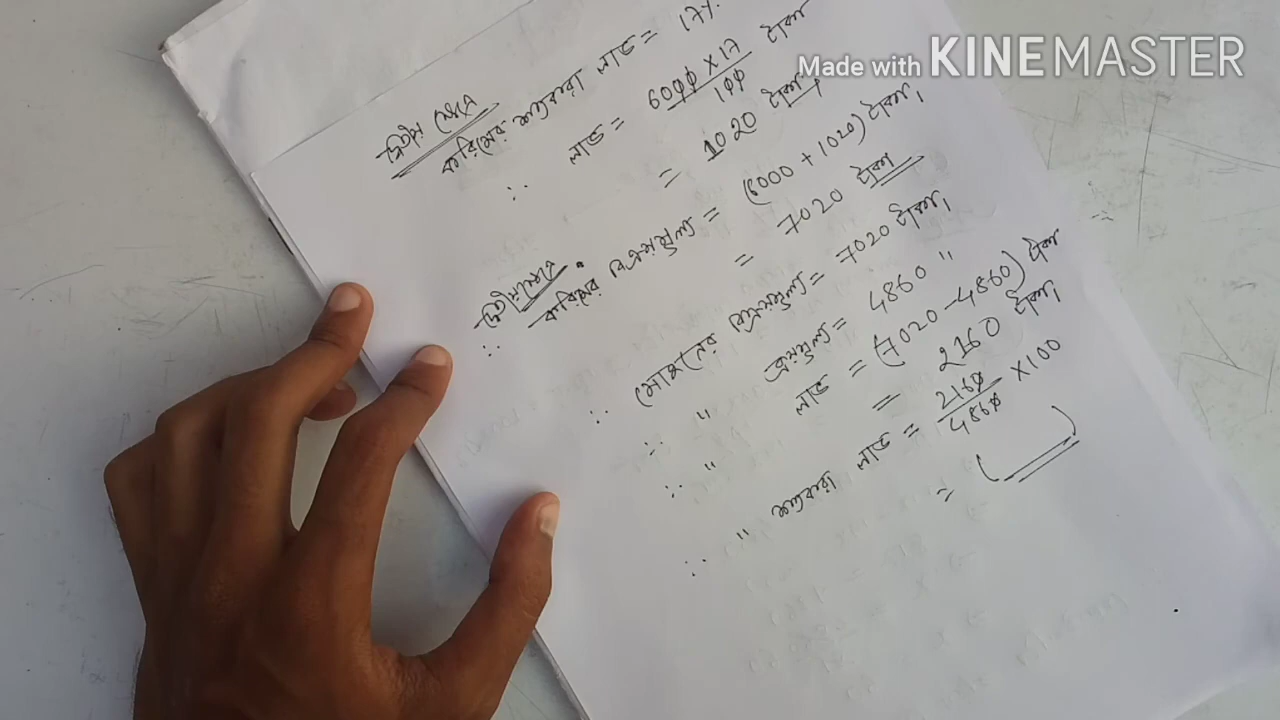 Made with KINEMASTER
দ্বিতীয় ক্ষেত্রে
করিমের শতকরা লাভ = 17%
∴ লাভ = 6000 × 17 / 100 টাকা
= 1020 টাকা
∴ করিমের বিক্রয়মূল্য = (6000 + 1020) টাকা।
= 7020 টাকা
∴ সোহনের বিক্রয়মূল্য = 7020 টাকা।
∴ " ক্রয়মূল্য = 4860 "
∴ " লাভ = (7020 - 4860) টাকা
= 2160 টাকা।
∴ " শতকরা লাভ = 2160 / 4860 × 100
= ( )